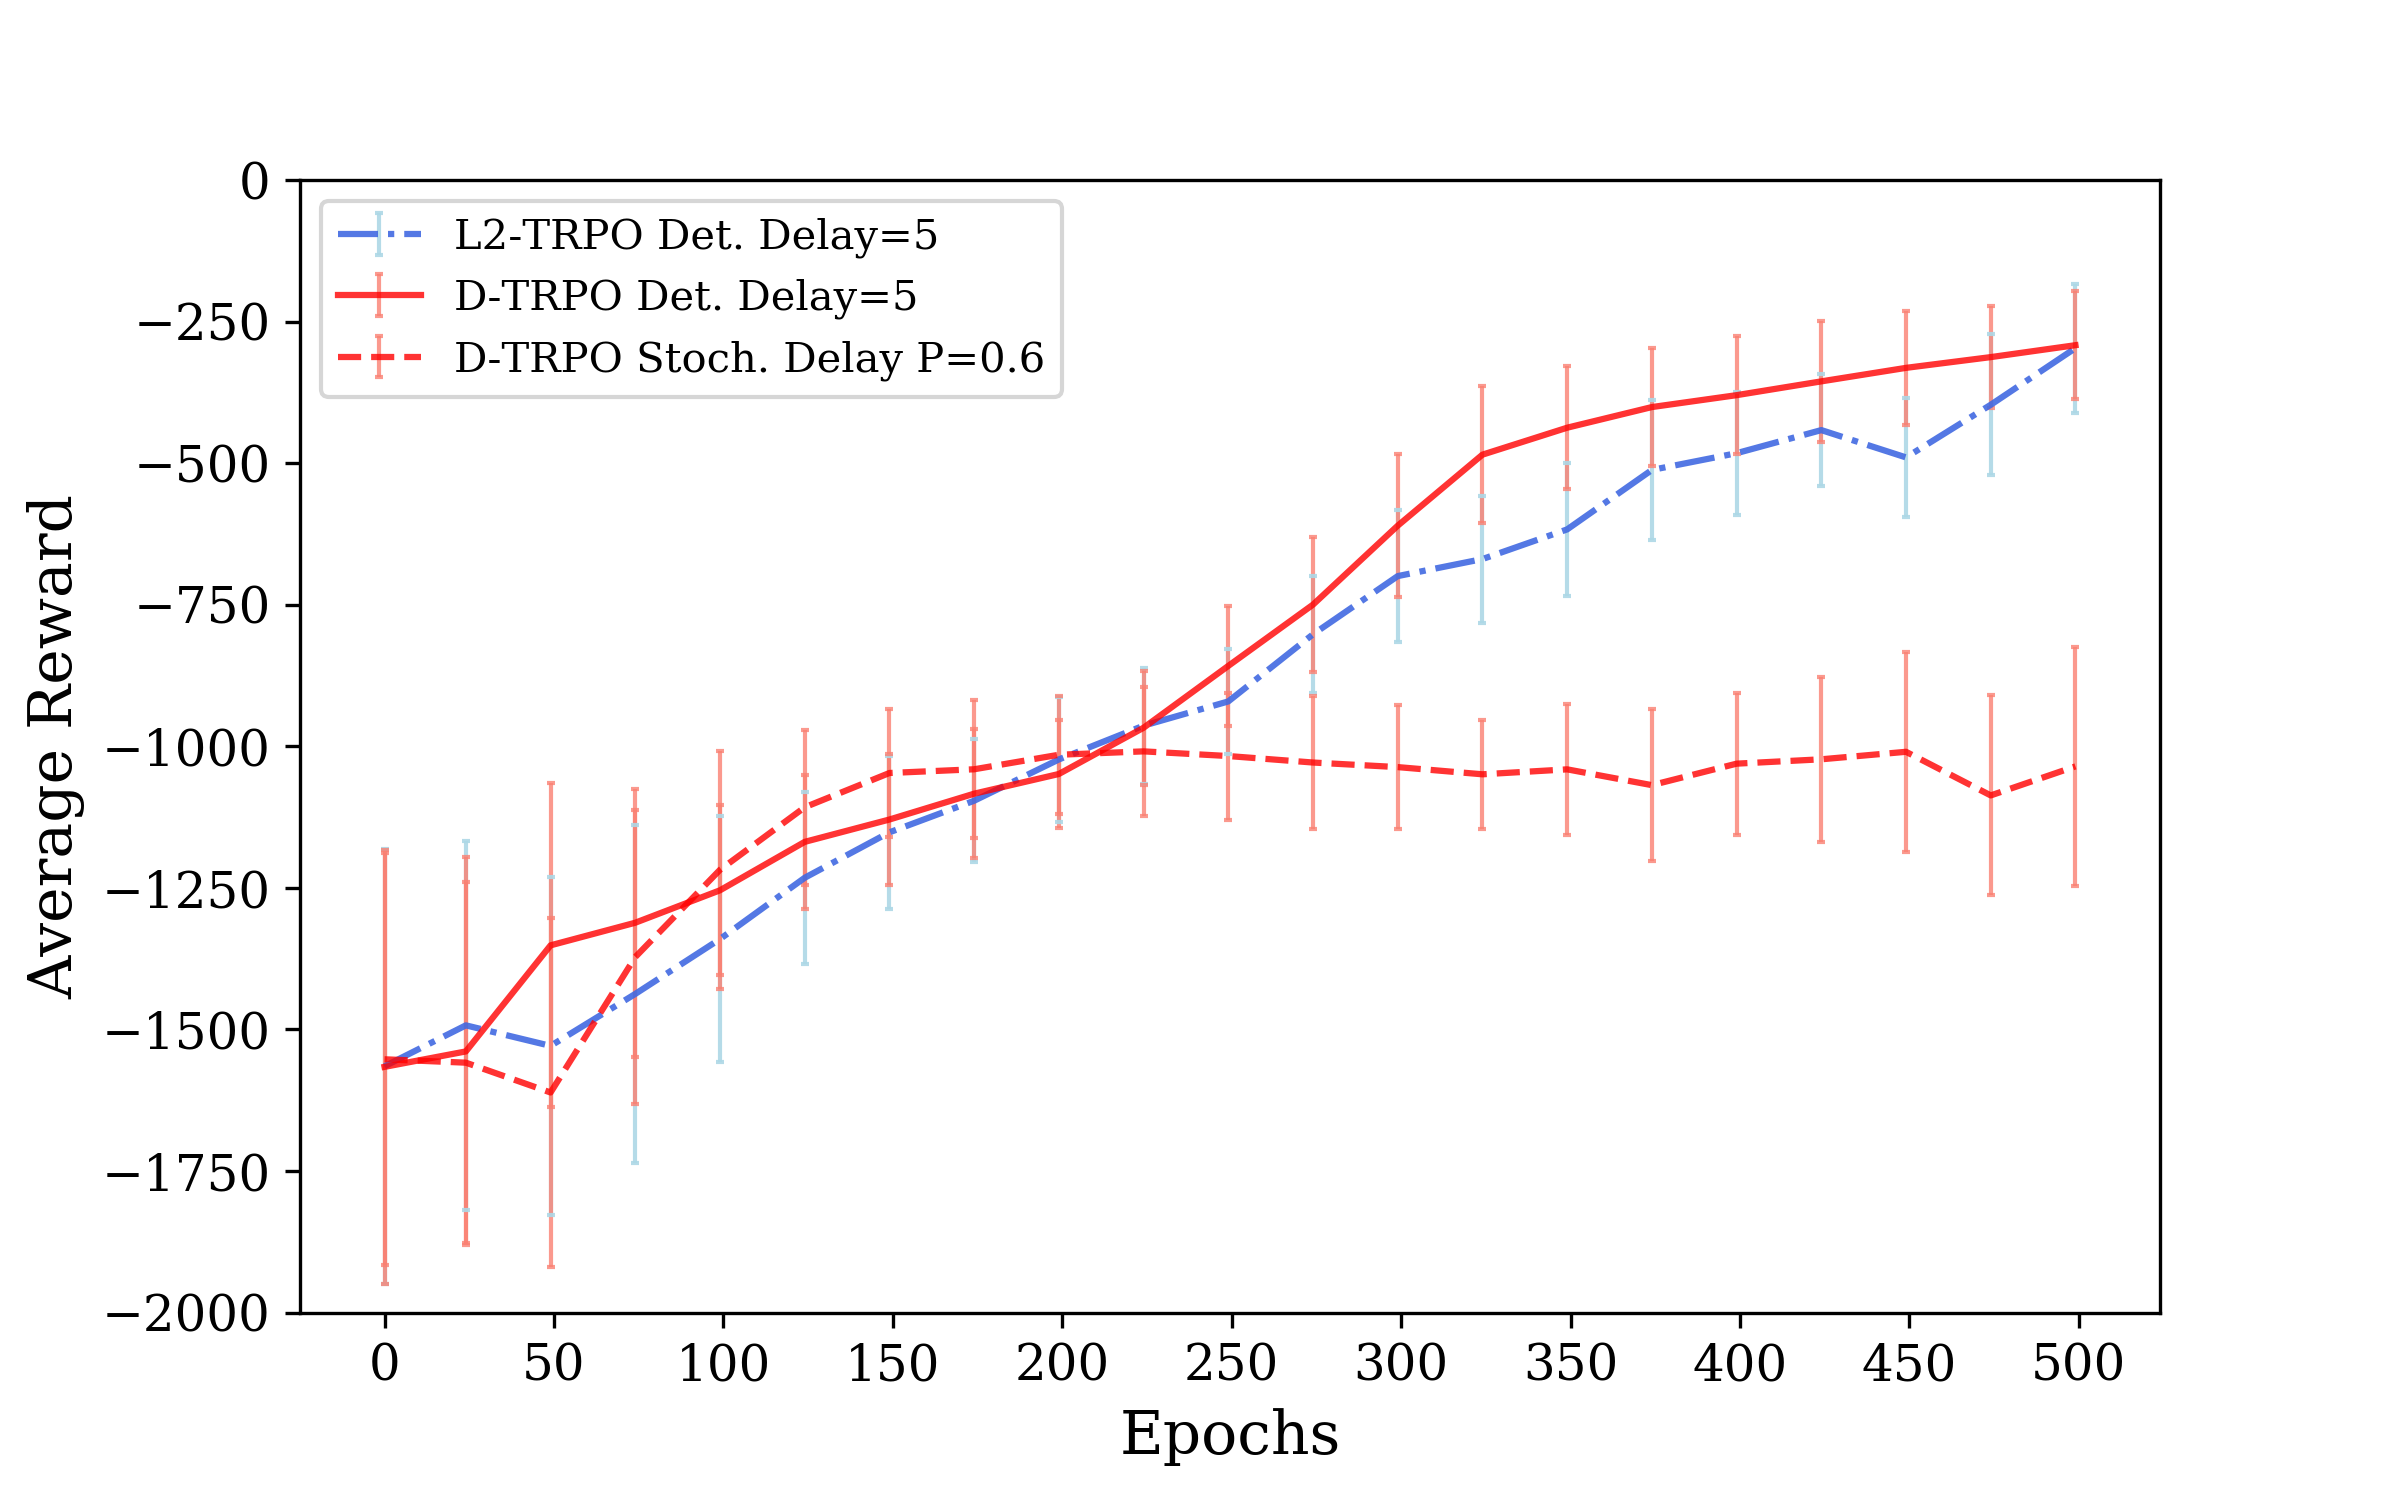 L2-TRPO Det. Delay=5
D-TRPO Det. Delay=5
D-TRPO Stoch. Delay P=0.6
Average Reward
0
−250
−500
−750
−1000
−1250
−1500
−1750
−2000
0 50 100 150 200 250 300 350 400 450 500
Epochs